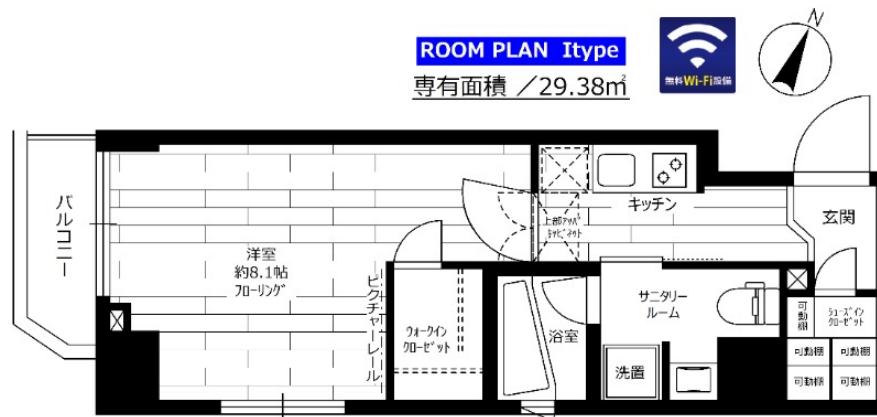 ROOM PLAN Itype
専有面積 ／29.38㎡
無料Wi-Fi設備
N
バルコニー
洋室
約8.1帖
ﾌﾛｰﾘﾝｸﾞ
ピクチャーレール
ｳｫｰｸｲﾝ
ｸﾛｰｾﾞｯﾄ
キッチン
玄関
浴室
サニタリー
ルーム
洗置
可動棚
ｼｭｰｽﾞｲﾝ
ｸﾛｰｾﾞｯﾄ
可動棚
可動棚
可動棚
可動棚